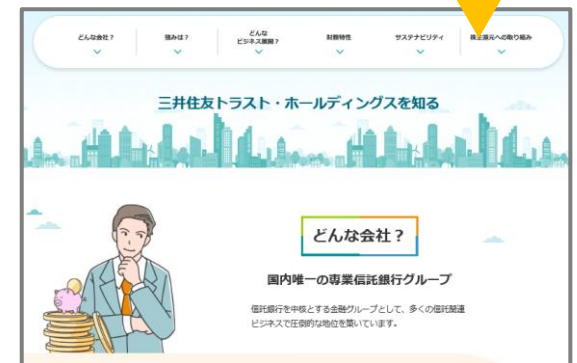 どんな会社？
強みは？
どんな
ビジネス展開？
財務特性
サステナビリティ
株主還元への取り組み
三井住友トラスト・ホールディングスを知る
どんな会社？
国内唯一の専業信託銀行グループ
信託銀行を中核とする金融グループとして、多くの信託関連
ビジネスで圧倒的な地位を築いています。